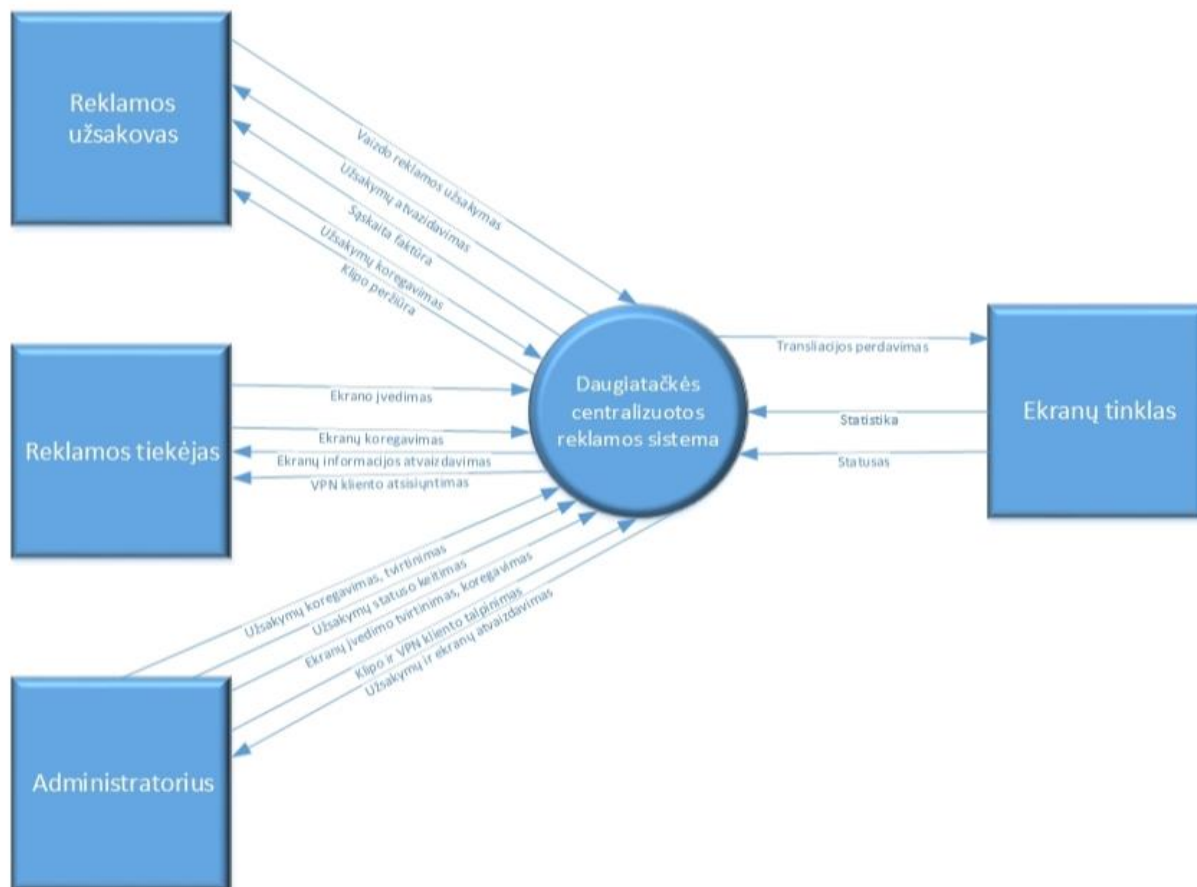 Reklamos
užsakovas
Vaizdo reklamos užsakymas
Užsakymų atvazidavimas
Sąskaita faktūra
Užsakymų koregavimas
Klipo peržiūra
Reklamos tiekėjas
Ekrano įvedimas
Ekranų koregavimas
Ekranų informacijos atvaizdavimas
VPN kliento atsisiųntimas
Daugiatačkės
centralizuotos
reklamos sistema
Transliacijos perdavimas
Statistika
Statusas
Ekranų tinklas
Užsakymų koregavimas, tvirtinimas
Užsakymų statuso keitimas
Ekranų įvedimo tvirtinimas, koregavimas
Klipo ir VPN kliento talpinimas
Užsakymų ir ekranų atvaizdavimas
Administratorius